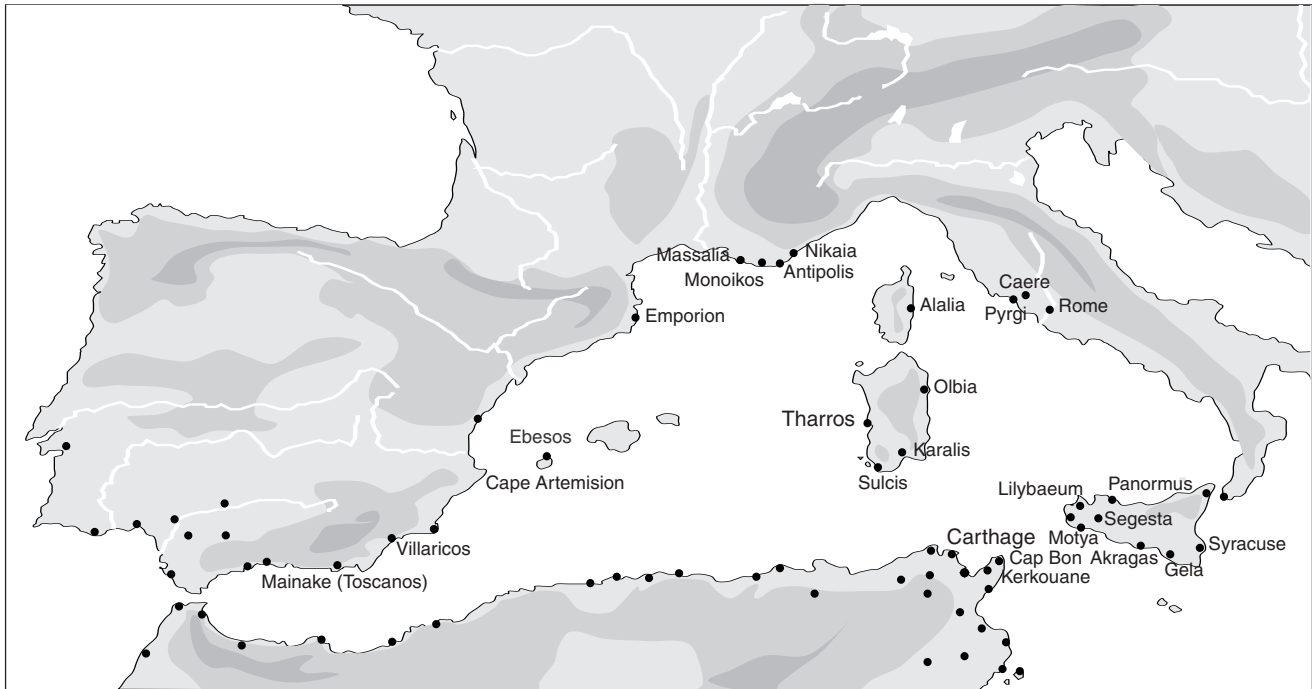 Massalia
Nikaia
Monoikos
Antipolis
Caere
Emporion
Alalia
Pyrgi
Rome
Olbia
Tharros
Ebesos
Karalis
Cape Artemision
Sulcis
Lilybaeum
Panormus
Segesta
Villaricos
Carthage
Motya
Syracuse
Cap Bon
Akragas
Mainake (Toscanos)
Kerkouane
Gela